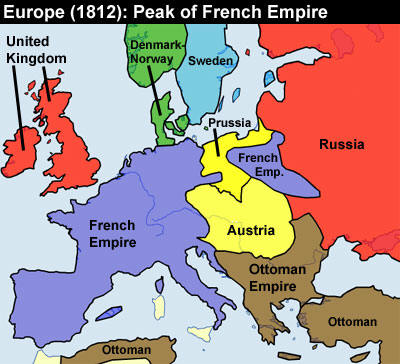 Europe (1812): Peak of French Empire
United
Kingdom
Denmark-
Norway
Sweden
Prussia
Russia
French
Emp.
French
Empire
Austria
Ottoman
Empire
Ottoman
Ottoman